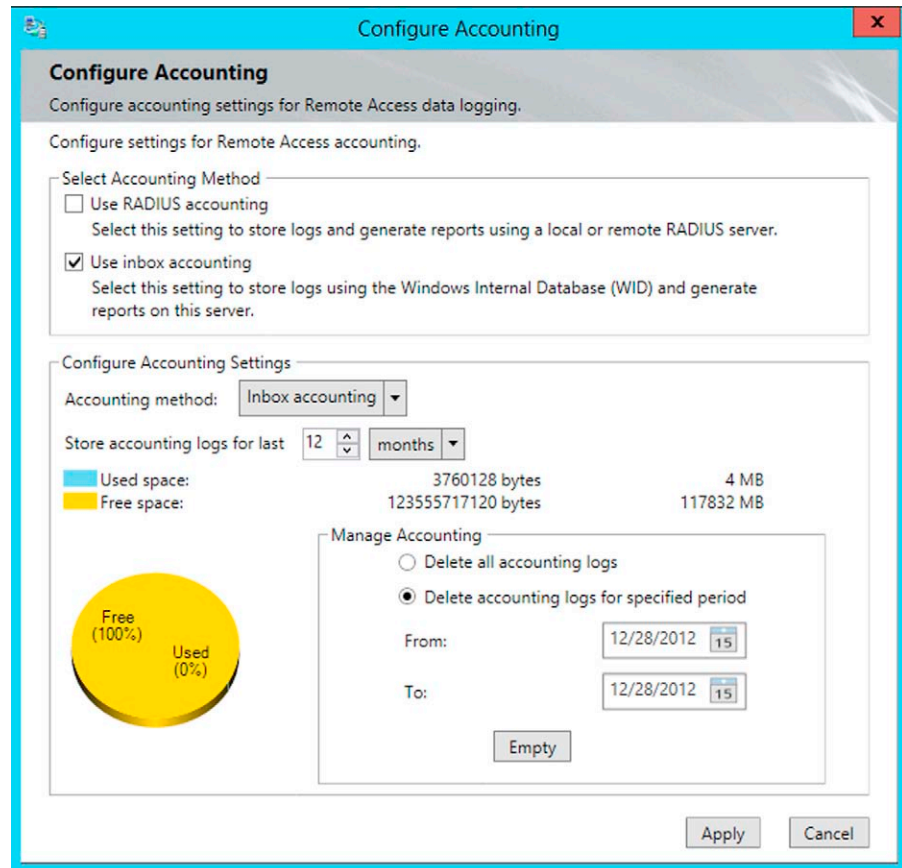 Configure Accounting
x
Configure Accounting
Configure accounting settings for Remote Access data logging.
Configure settings for Remote Access accounting.
Select Accounting Method
Use RADIUS accounting
Select this setting to store logs and generate reports using a local or remote RADIUS server.
Use inbox accounting
Select this setting to store logs using the Windows Internal Database (WID) and generate
reports on this server.
Configure Accounting Settings
Accounting method: Inbox accounting
Store accounting logs for last 12 months
Used space: 3760128 bytes 4 MB
Free space: 123555717120 bytes 117832 MB
Manage Accounting
Delete all accounting logs
Delete accounting logs for specified period
From: 12/28/2012 15
To: 12/28/2012 15
Empty
Free
(100%)
Used
(0%)
Apply Cancel